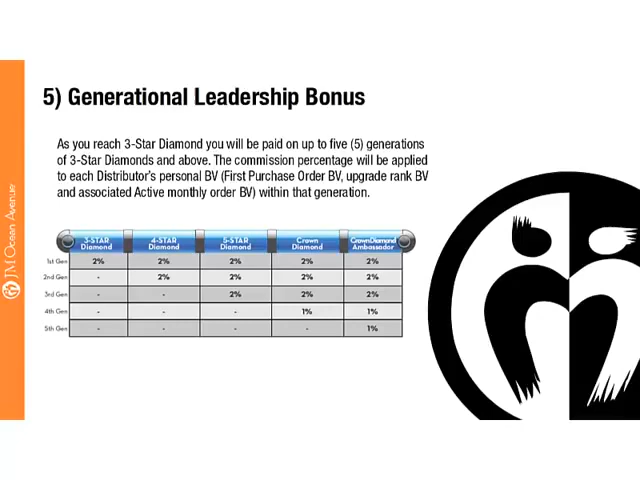 5) Generational Leadership Bonus
As you reach 3-Star Diamond you will be paid on up to five (5) generations
of 3-Star Diamonds and above. The commission percentage will be applied
to each Distributor's personal BV (First Purchase Order BV, upgrade rank BV
and associated Active monthly order BV) within that generation.
3-STAR Diamond 4-STAR Diamond 5-STAR Diamond Crown Diamond CrownDiamond Ambassador
1st Gen 2% 2% 2% 2% 2%
2nd Gen - 2% 2% 2% 2%
3rd Gen - - 2% 2% 2%
4th Gen - - - 1% 1%
5th Gen - - - - 1%
JM Ocean Avenue